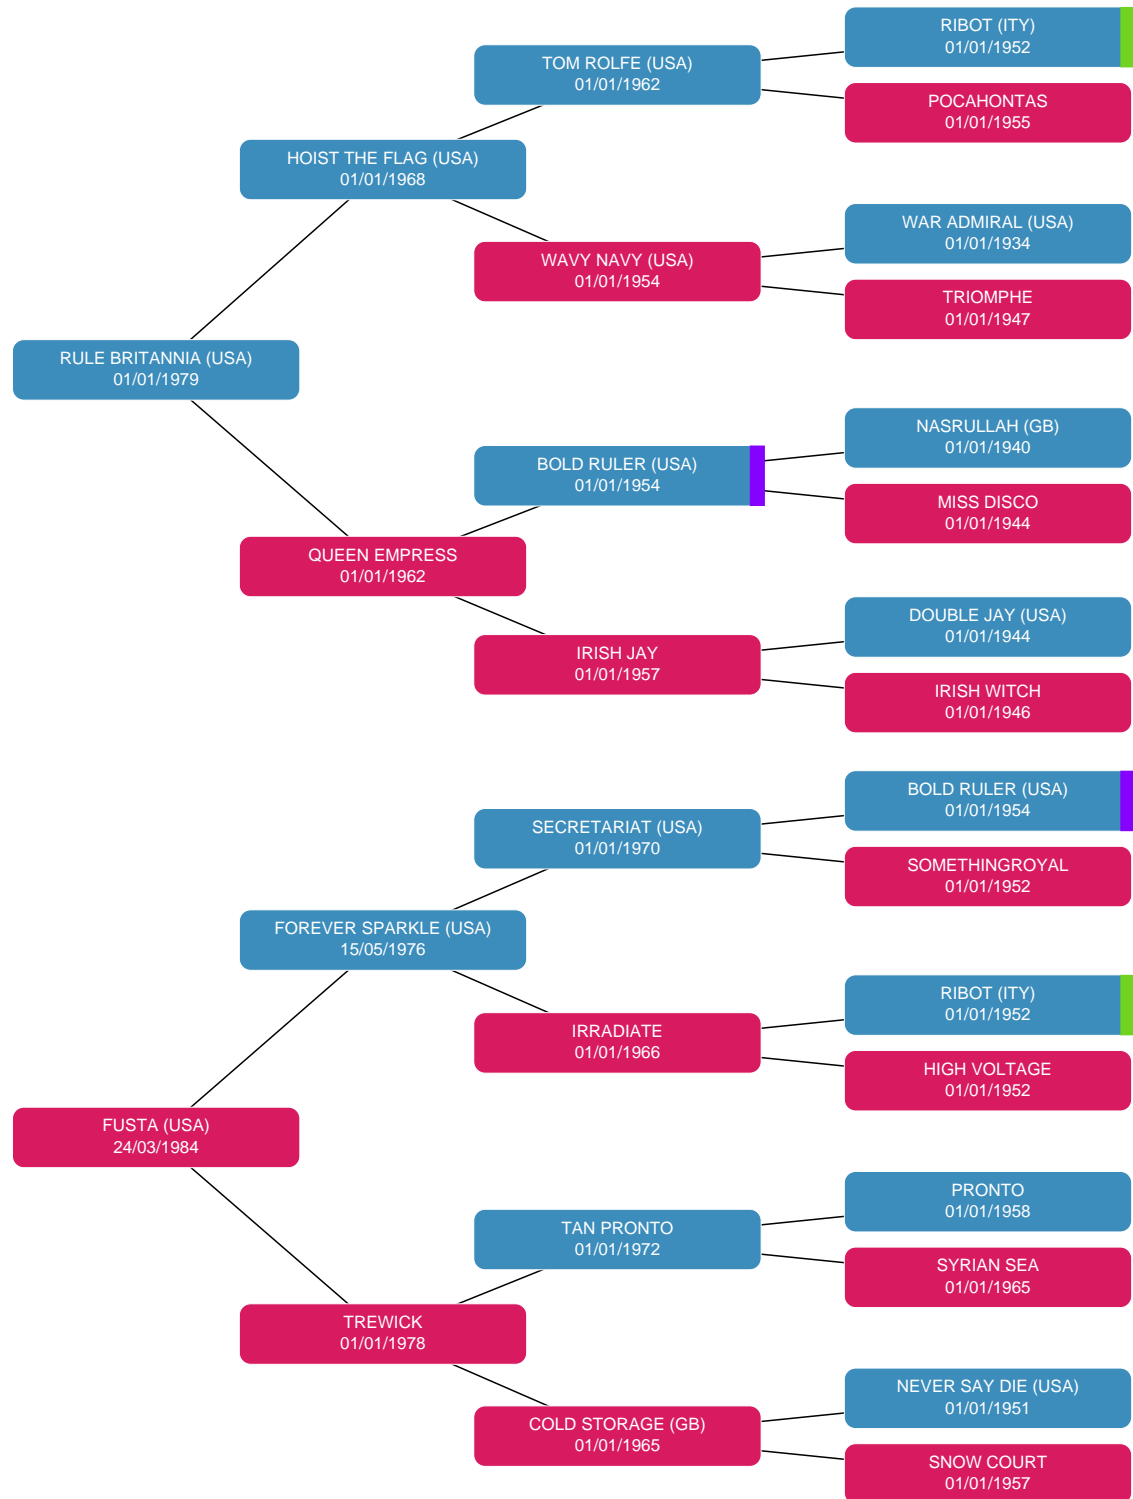 RIBOT (ITY)
01/01/1952
TOM ROLFE (USA)
01/01/1962
POCAHONTAS
01/01/1955
HOIST THE FLAG (USA)
01/01/1968
WAR ADMIRAL (USA)
01/01/1934
WAVY NAVY (USA)
01/01/1954
TRIOMPHE
01/01/1947
RULE BRITANNIA (USA)
01/01/1979
NASRULLAH (GB)
01/01/1940
BOLD RULER (USA)
01/01/1954
MISS DISCO
01/01/1944
QUEEN EMPRESS
01/01/1962
DOUBLE JAY (USA)
01/01/1944
IRISH JAY
01/01/1957
IRISH WITCH
01/01/1946
BOLD RULER (USA)
01/01/1954
SECRETARIAT (USA)
01/01/1970
SOMETHINGROYAL
01/01/1952
FOREVER SPARKLE (USA)
15/05/1976
RIBOT (ITY)
01/01/1952
IRRADIATE
01/01/1966
HIGH VOLTAGE
01/01/1952
FUSTA (USA)
24/03/1984
PRONTO
01/01/1958
TAN PRONTO
01/01/1972
SYRIAN SEA
01/01/1965
TREWICK
01/01/1978
NEVER SAY DIE (USA)
01/01/1951
COLD STORAGE (GB)
01/01/1965
SNOW COURT
01/01/1957